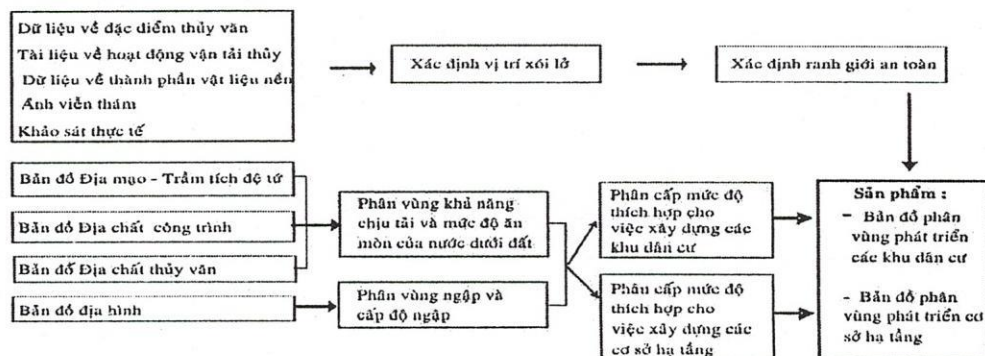 Dữ liệu về đặc điểm thủy văn
Tài liệu về hoạt động vận tải thủy
Dữ liệu về thành phần vật liệu nền
Ảnh viễn thám
Khảo sát thực tế
Xác định vị trí xói lở
Xác định ranh giới an toàn
Bản đồ Địa mạo - Trầm tích đệ tứ
Bản đồ Địa chất công trình
Bản đồ Địa chất thủy văn
Bản đồ địa hình
Phân vùng khả năng
chịu tải và mức độ ăn
mòn của nước dưới đất
Phân vùng ngập và
cấp độ ngập
Phân cấp mức độ
thích hợp cho
việc xây dựng các
khu dân cư
Phân cấp mức độ
thích hợp cho
việc xây dựng các
cơ sở hạ tầng
Sản phẩm :
- Bản đồ phân
vùng phát triển
các khu dân cư
- Bản đồ phân
vùng phát triển cơ
sở hạ tầng